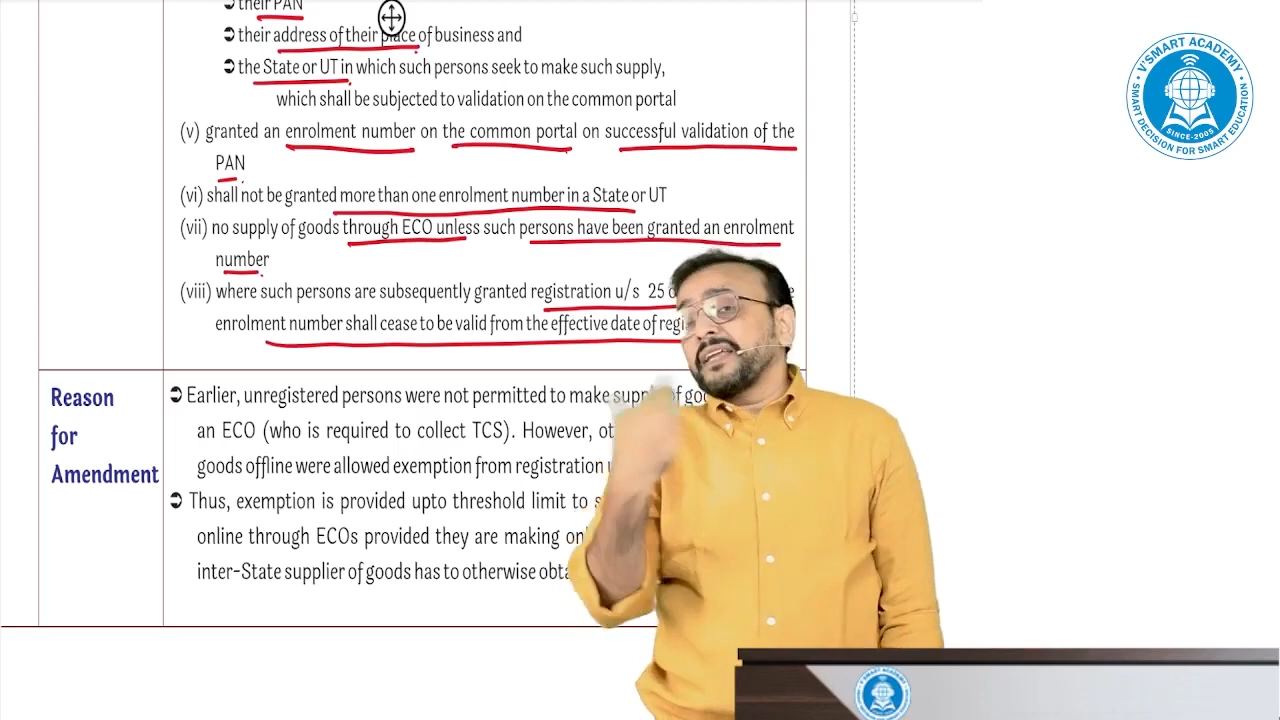 ➲ their PAN
➲ their address of their place of business and
➲ the State or UT in which such persons seek to make such supply,
which shall be subjected to validation on the common portal
(v) granted an enrolment number on the common portal on successful validation of the
PAN
(vi) shall not be granted more than one enrolment number in a State or UT
(vii) no supply of goods through ECO unless such persons have been granted an enrolment
number
(viii) where such persons are subsequently granted registration u/s 25
enrolment number shall cease to be valid from the effective date of
Reason
for
Amendment
➲ Earlier, unregistered persons were not permitted to make supply of
an ECO (who is required to collect TCS). However,
goods offline were allowed exemption from registration
➲ Thus, exemption is provided upto threshold limit to
online through ECOs provided they are making
inter-State supplier of goods has to otherwise
V'SMART ACADEMY
SMART DECISION FOR SMART EDUCATION
SINCE-2005